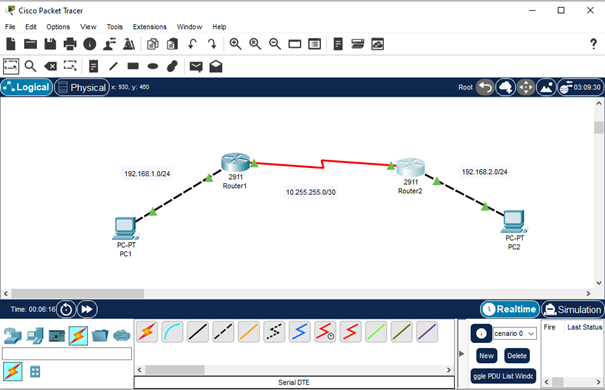 Cisco Packet Tracer
File Edit Options View Tools Extensions Window Help
?
Logical Physical x: 930, y: 460 Root 03:09:30
192.168.1.0/24
2911
Router1
10.255.255.0/30
2911
Router2
192.168.2.0/24
PC-PT
PC1
PC-PT
PC2
Time: 00:06:16 Realtime Simulation
cenario 0
Fire Last Status
New Delete
ggle PDU List Windo
Serial DTE